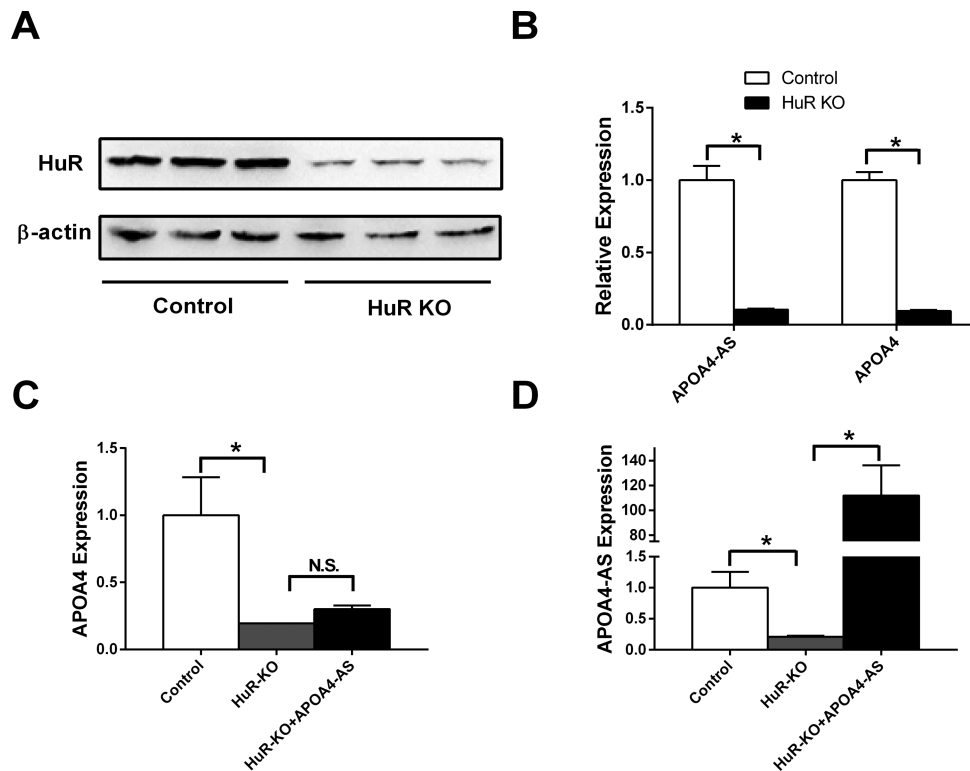 A
HuR
β-actin
Control
HuR KO
B
Control
HuR KO
Relative Expression
1.5
1.0
0.5
0.0
*
*
APOA4-AS
APOA4
C
APOA4 Expression
1.5
1.0
0.5
0.0
*
N.S.
Control
HuR-KO
HuR-KO+APOA4-AS
D
APOA4-AS Expression
140
120
100
80
60
1.5
1.0
0.5
0.0
*
*
Control
HuR-KO
HuR-KO+APOA4-AS